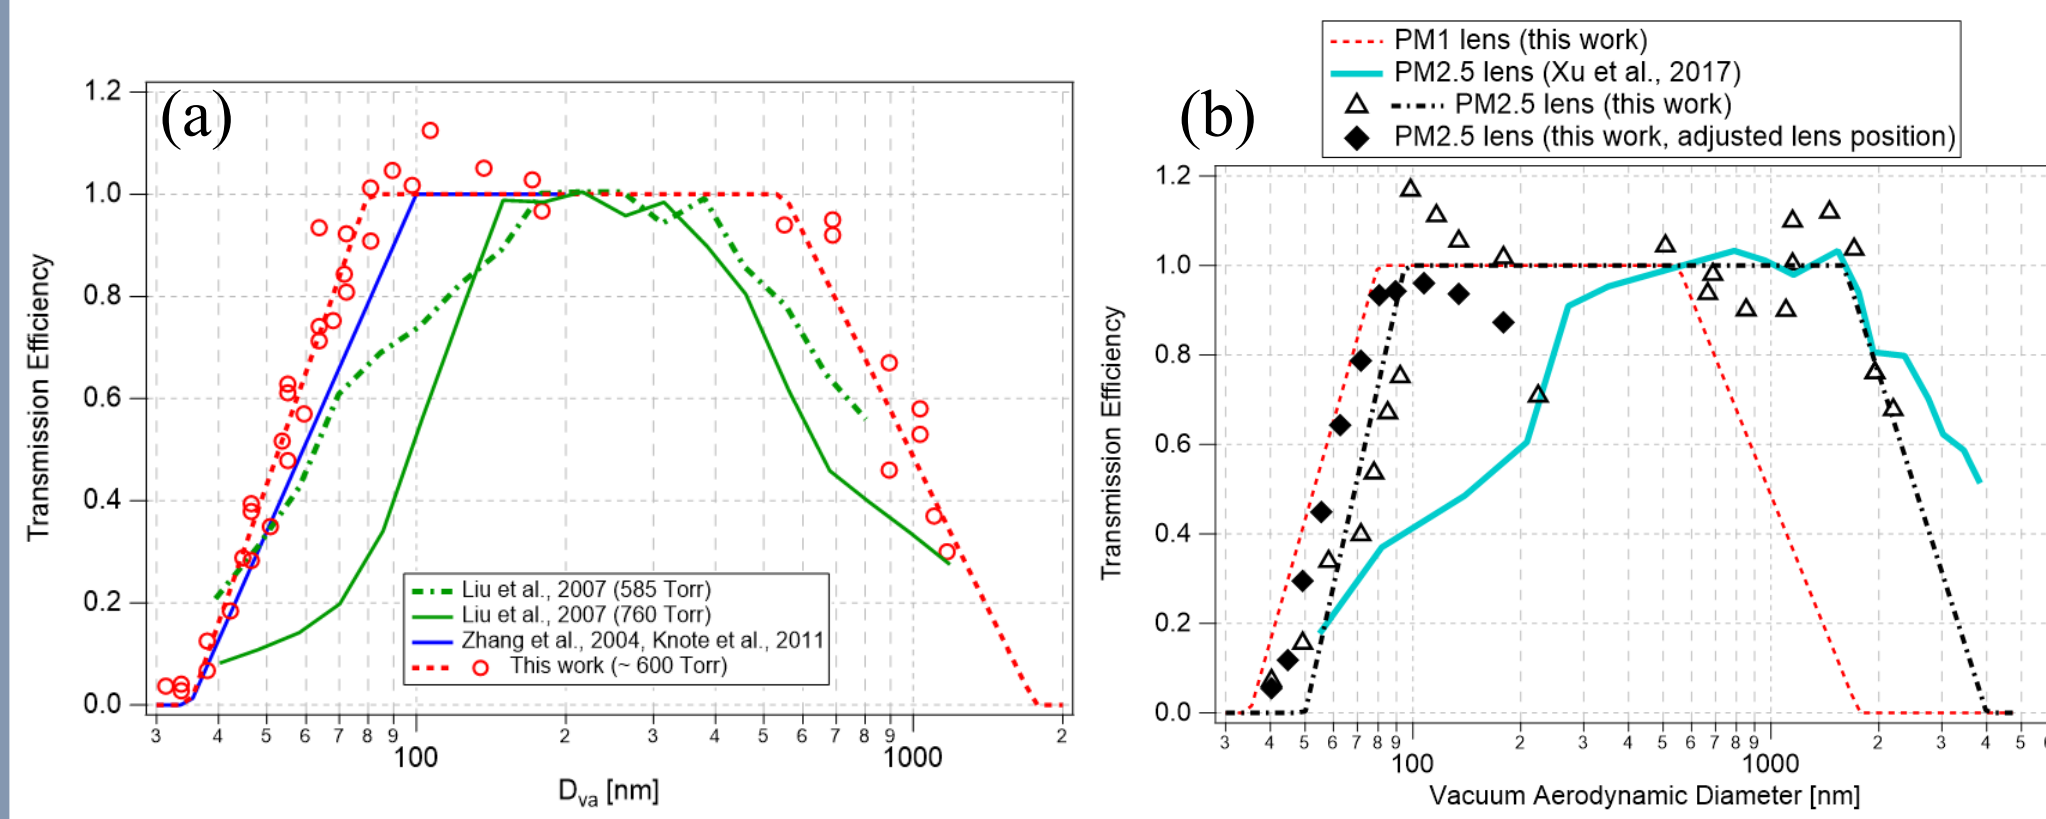 (a)
1.2
1.0
0.8
0.6
0.4
0.2
0.0
Transmission Efficiency
Liu et al., 2007 (585 Torr)
Liu et al., 2007 (760 Torr)
Zhang et al., 2004, Knote et al., 2011
This work (~ 600 Torr)
3 4 5 6 7 8 9 2 3 4 5 6 7 8 9 2
100 1000
Dva [nm]
PM1 lens (this work)
PM2.5 lens (Xu et al., 2017)
PM2.5 lens (this work)
PM2.5 lens (this work, adjusted lens position)
(b)
1.2
1.0
0.8
0.6
0.4
0.2
0.0
Transmission Efficiency
3 4 5 6 7 8 9 2 3 4 5 6 7 8 9 2 3 4 5
100 1000
Vacuum Aerodynamic Diameter [nm]